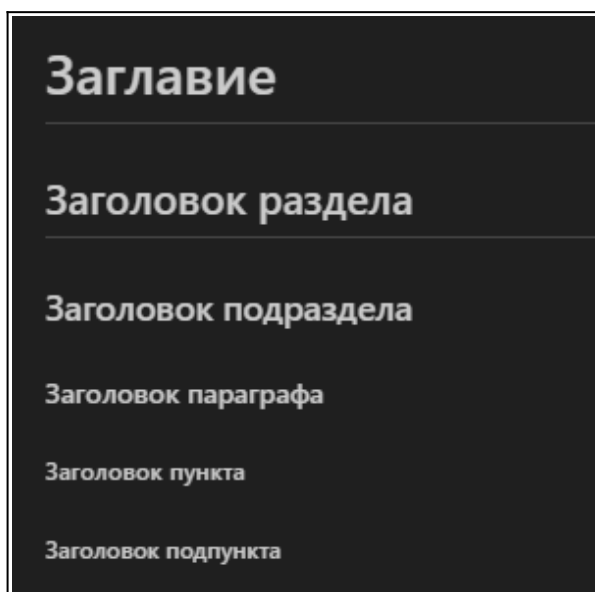 Заглавие
Заголовок раздела
Заголовок подраздела
Заголовок параграфа
Заголовок пункта
Заголовок подпункта